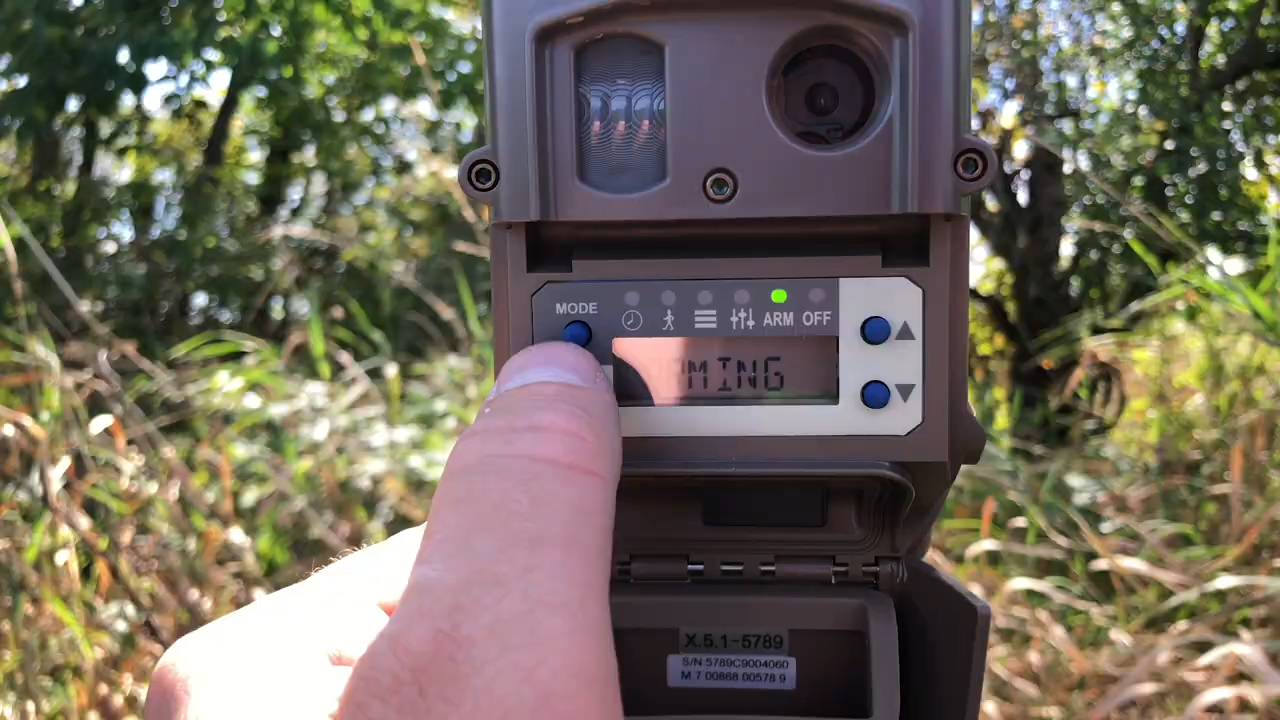 MODE
ARM OFF
MING
X.5.1-5789
S/N 5789C9004060
M 7 00868 00578 9